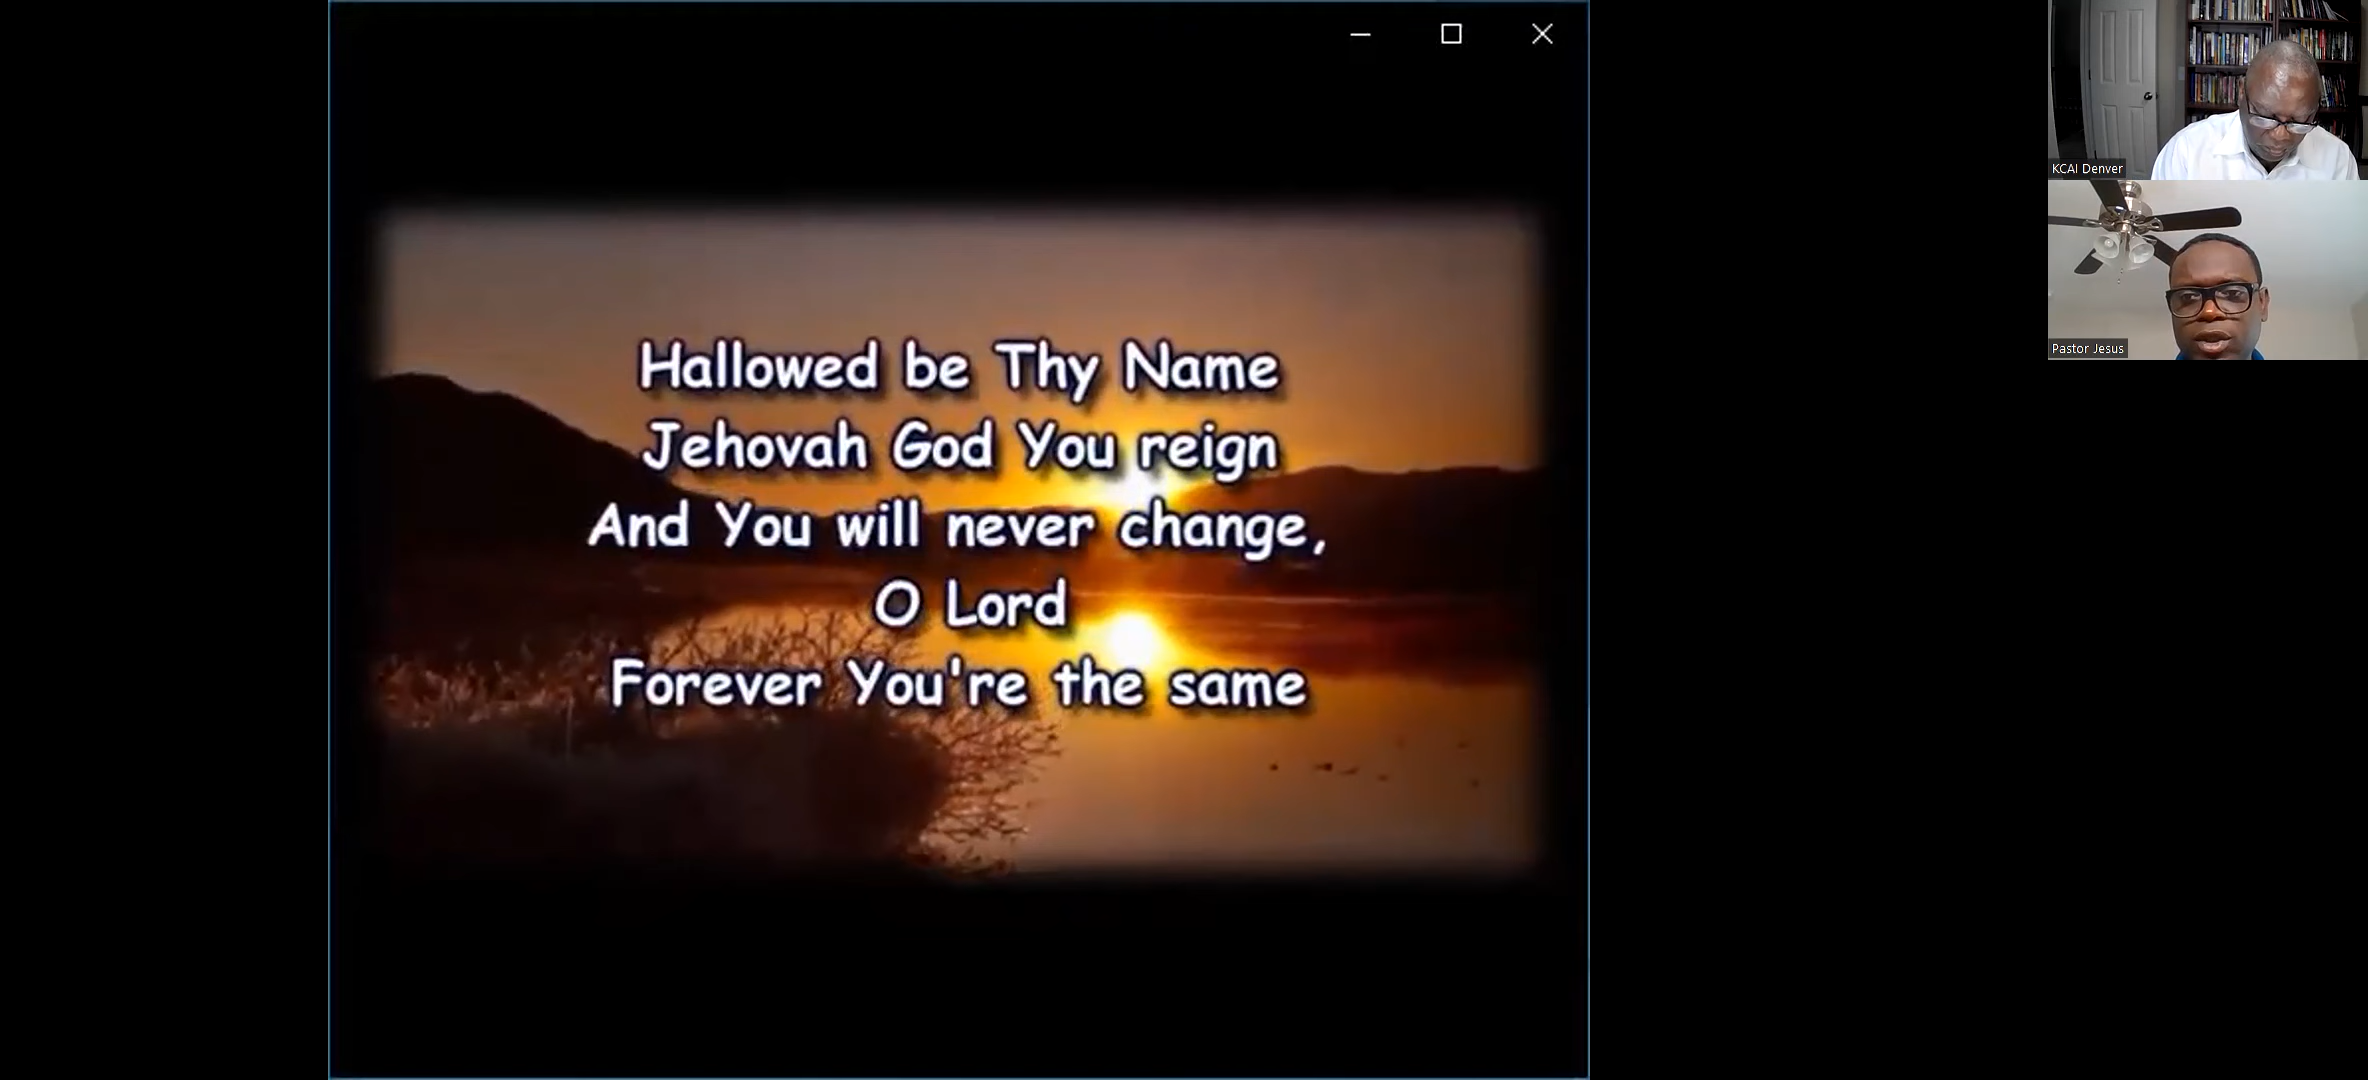 Hallowed be Thy Name
Jehovah God You reign
And You will never change,
O Lord
Forever You're the same
KCAI Denver
Pastor Jesus